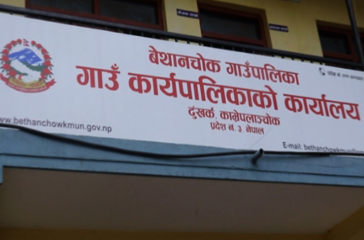 बेथानचोक गाउँपालिका
गाउँ कार्यपालिकाको कार्यालय
दुंखर्क, काभ्रेपलाञ्चोक
प्रदेश नं. ३, नेपाल
www.bethanchowkmun.gov.np
E-mail: